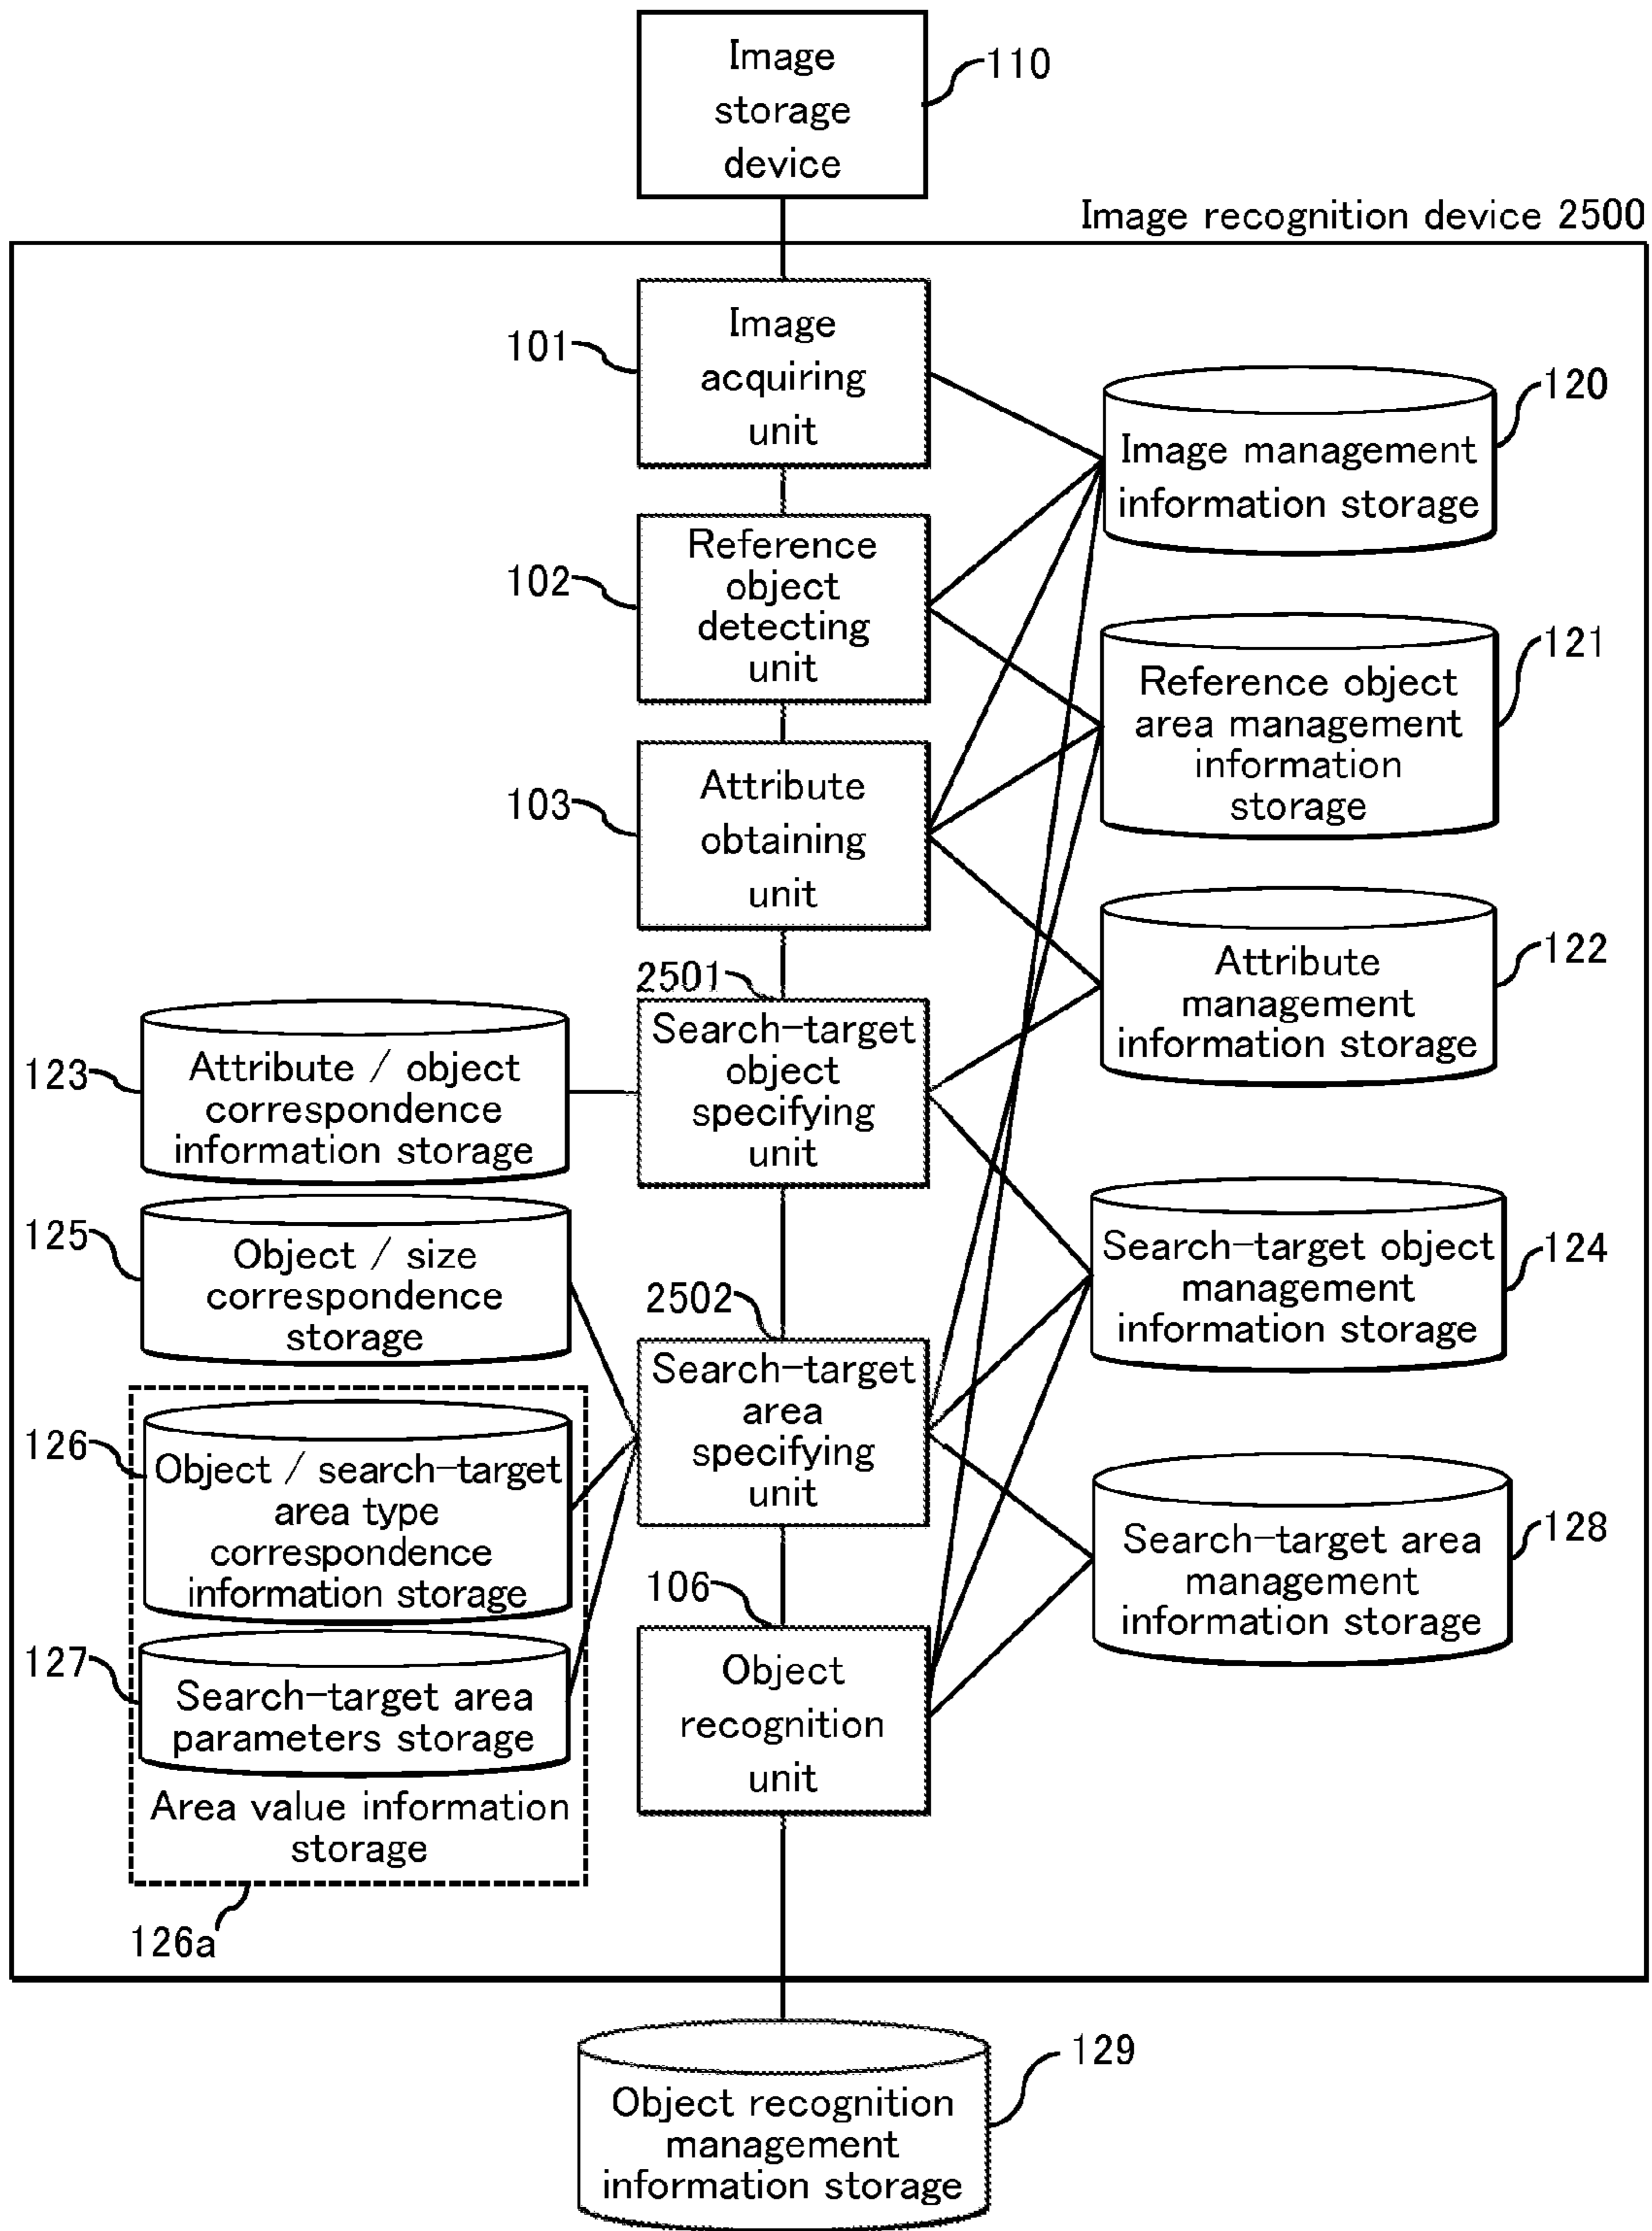 Image
storage
device
110
Image recognition device 2500
101
Image
acquiring
unit
120
Image management
information storage
102
Reference
object
detecting
unit
121
Reference object
area management
information
storage
103
Attribute
obtaining
unit
122
Attribute
management
information storage
2501
Search-target
object
specifying
unit
123
Attribute / object
correspondence
information storage
125
Object / size
correspondence
storage
124
Search-target object
management
information storage
2502
Search-target
area
specifying
unit
126
Object / search-target
area type
correspondence
information storage
128
Search-target area
management
information storage
106
Object
recognition
unit
127
Search-target area
parameters storage
Area value information
storage
126a
129
Object recognition
management
information storage